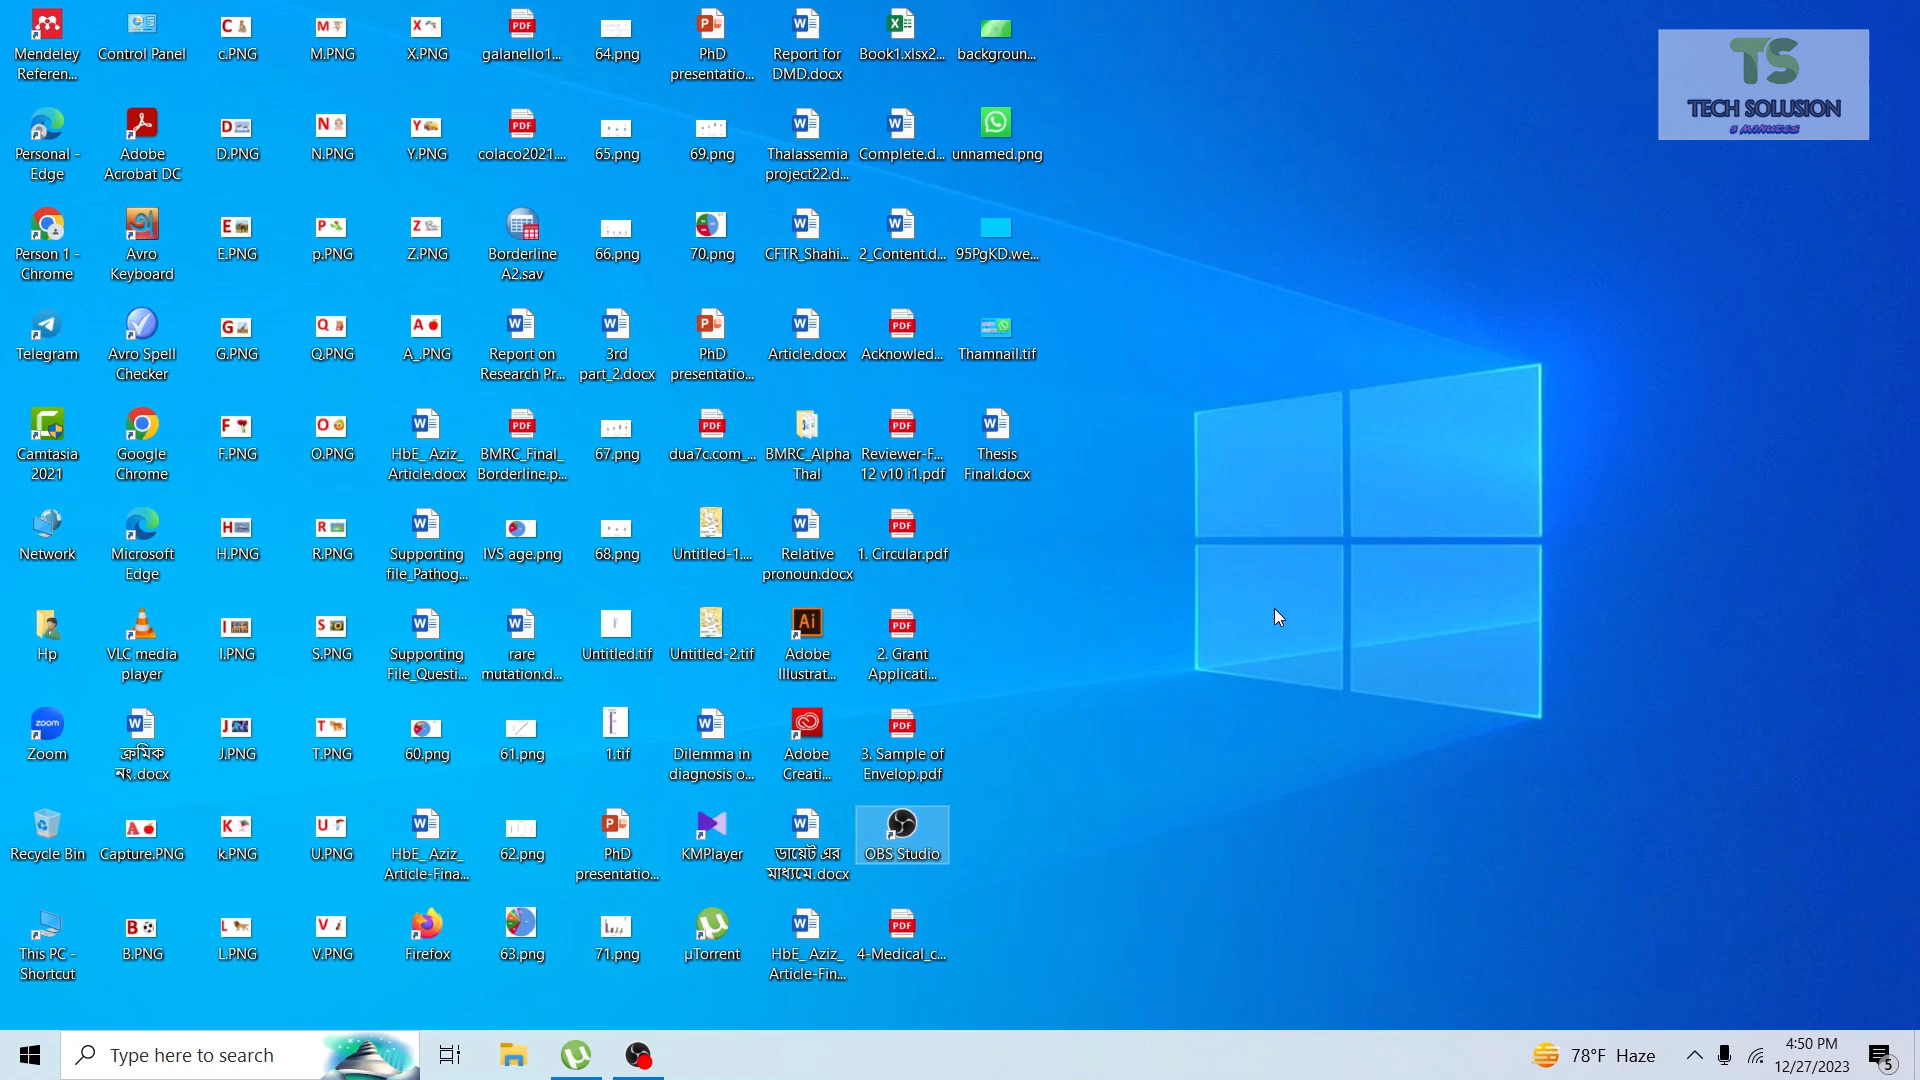 Mendeley
Referen...
Control Panel
c.PNG
M.PNG
X.PNG
galanello1...
64.png
PhD
presentatio...
Report for
DMD.docx
Book1.xlsx2...
backgroun...
TS
TECH SOLUSION
Personal -
Edge
Adobe
Acrobat DC
D.PNG
N.PNG
Y.PNG
colaco2021....
65.png
69.png
Thalassemia
project22.d...
Complete.d...
unnamed.png
Person 1 -
Chrome
Avro
Keyboard
E.PNG
p.PNG
Z.PNG
Borderline
A2.sav
66.png
70.png
CFTR_Shahi...
2_Content.d...
95PgKD.we...
Telegram
Avro Spell
Checker
G.PNG
Q.PNG
A_.PNG
Report on
Research Pr...
3rd
part_2.docx
PhD
presentatio...
Article.docx
Acknowled...
Thamnail.tif
Camtasia
2021
Google
Chrome
F.PNG
O.PNG
HbE_ Aziz_
Article.docx
BMRC_Final_
Borderline.p...
67.png
dua7c.com_...
BMRC_Alpha
Thal
Reviewer-F...
12 v10 i1.pdf
Thesis
Final.docx
Network
Microsoft
Edge
H.PNG
R.PNG
Supporting
file_Pathog...
IVS age.png
68.png
Untitled-1....
Relative
pronoun.docx
1. Circular.pdf
Hp
VLC media
player
I.PNG
S.PNG
Supporting
File_Questi...
rare
mutation.d...
Untitled.tif
Untitled-2.tif
Adobe
Illustrat...
2. Grant
Applicati...
Zoom
ক্রমিক
নং.docx
J.PNG
T.PNG
60.png
61.png
1.tif
Dilemma in
diagnosis o...
Adobe
Creati...
3. Sample of
Envelop.pdf
Recycle Bin
Capture.PNG
k.PNG
U.PNG
HbE_ Aziz_
Article-Fina...
62.png
PhD
presentatio...
KMPlayer
ডায়েট এর
মাধ্যমে.docx
OBS Studio
This PC -
Shortcut
B.PNG
L.PNG
V.PNG
Firefox
63.png
71.png
µTorrent
HbE_ Aziz_
Article-Fin...
4-Medical_c...
Type here to search
78°F Haze
4:50 PM
12/27/2023
5